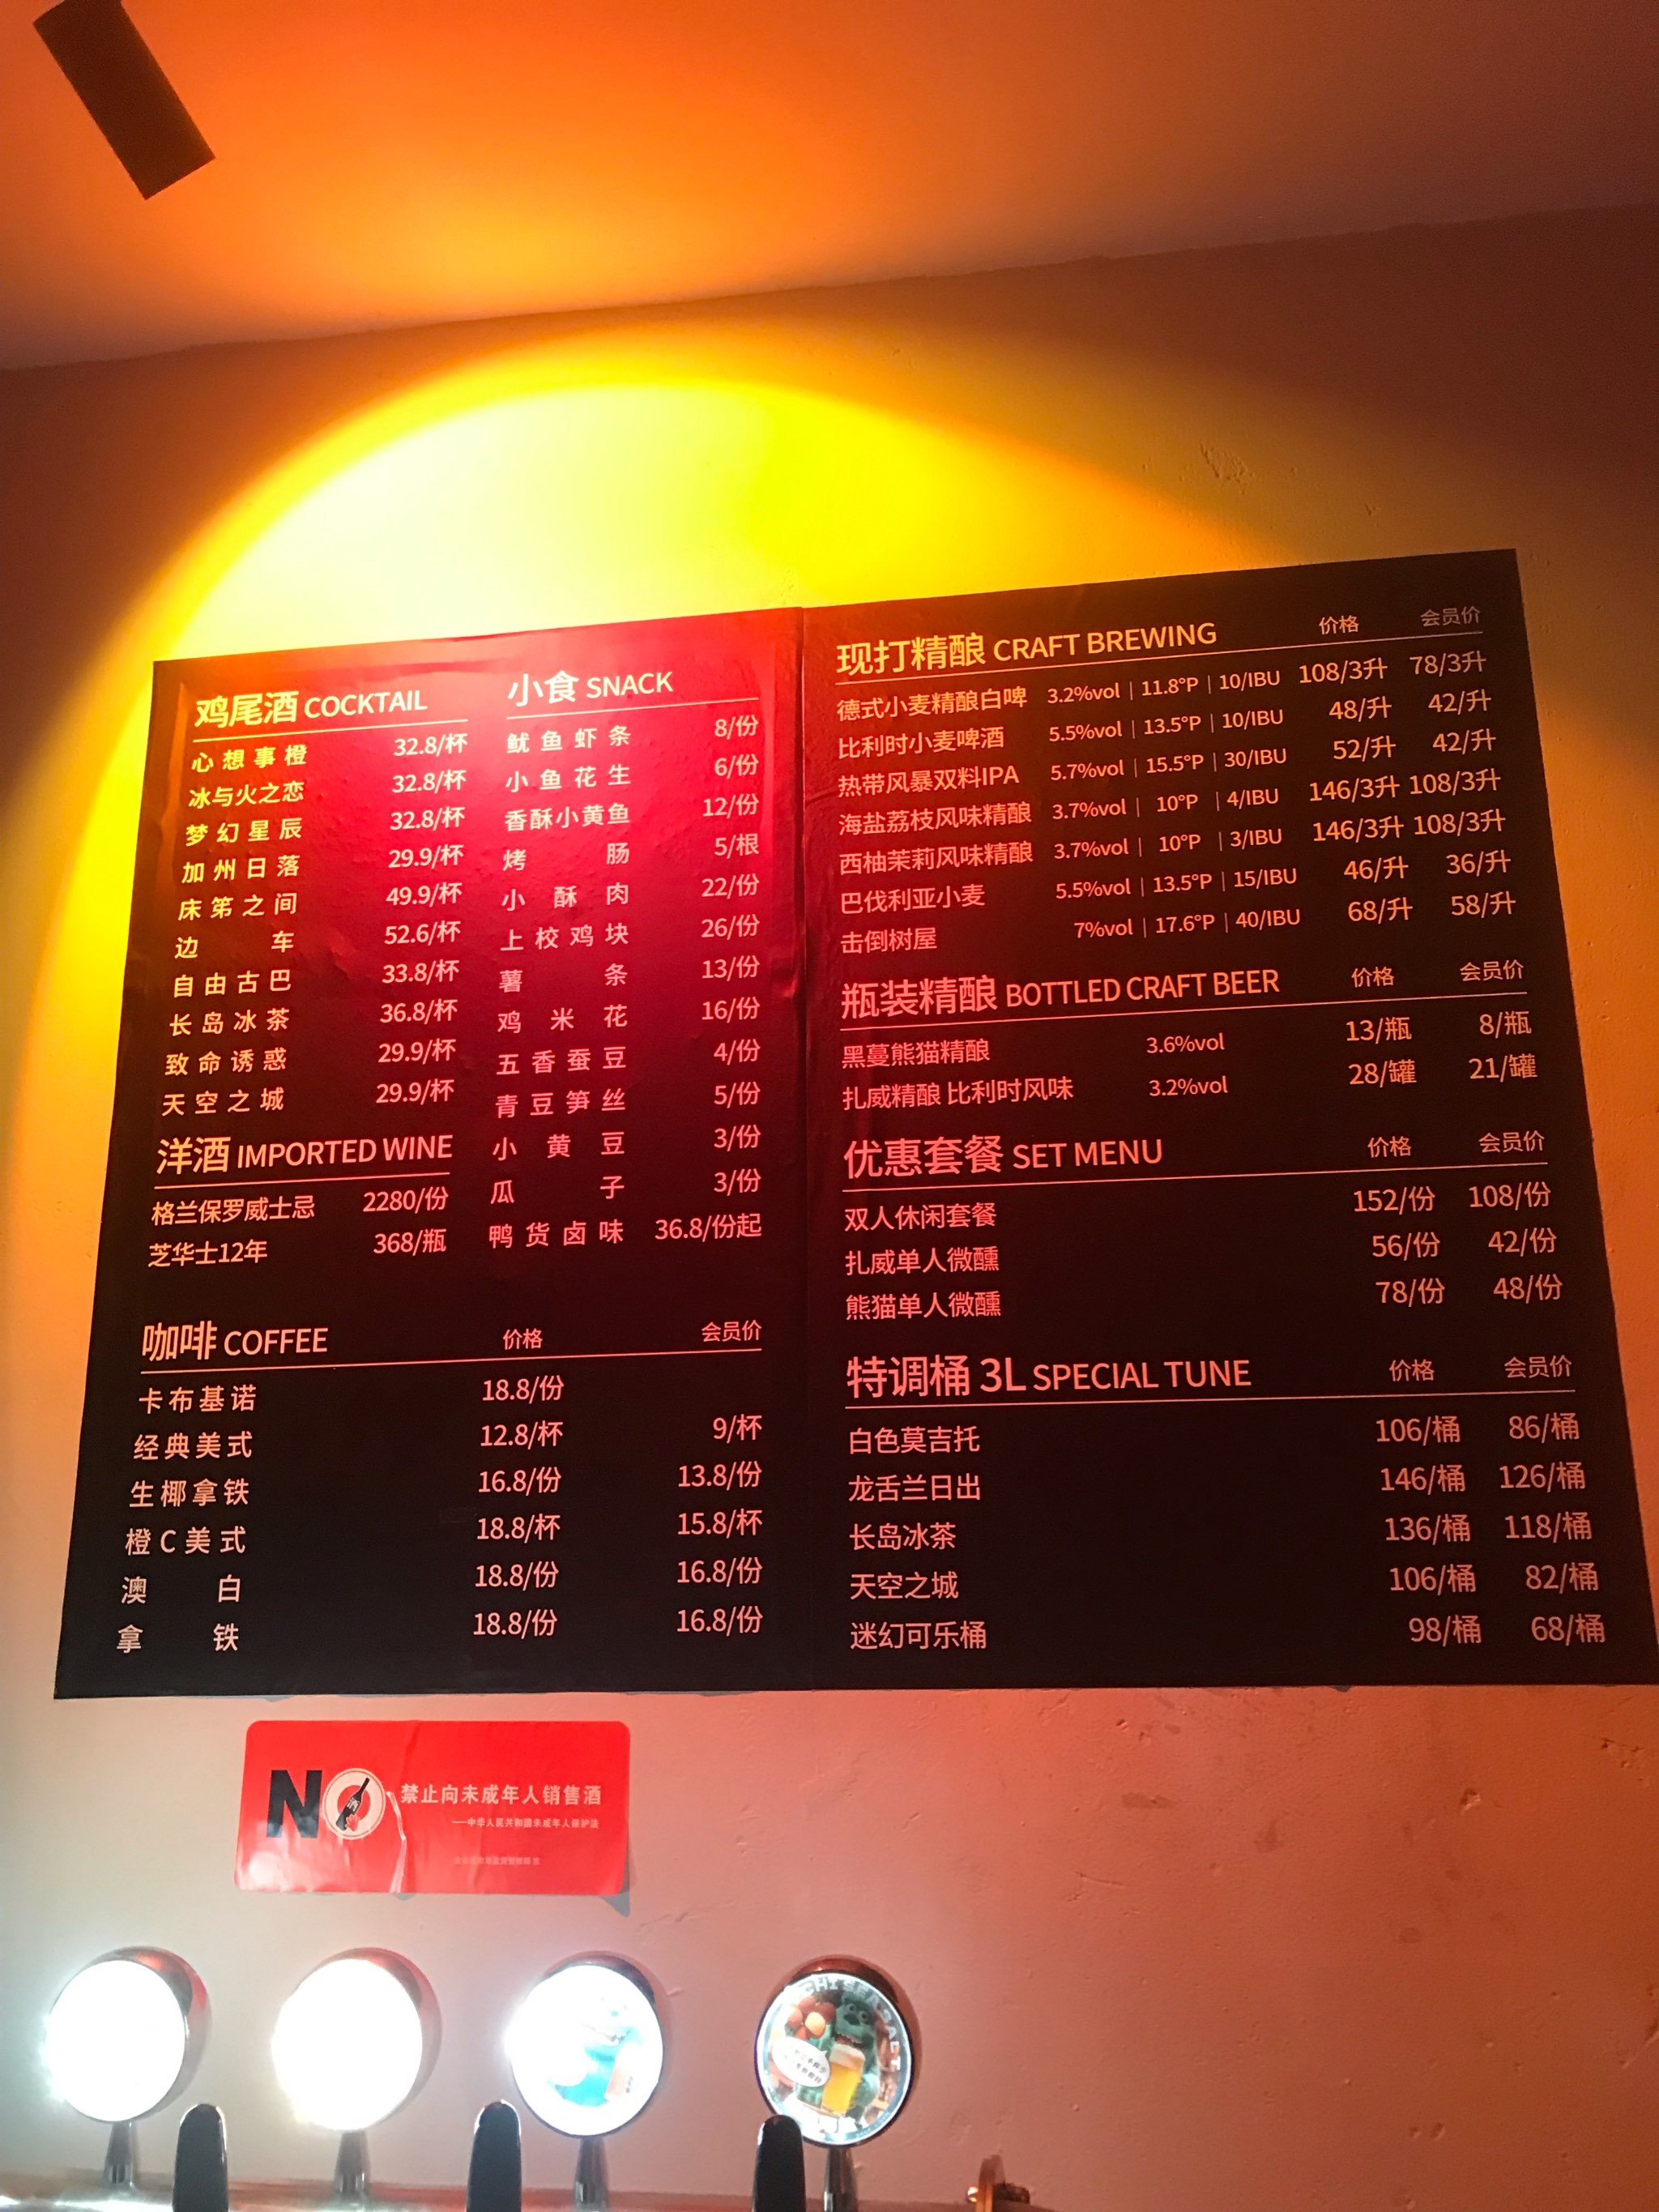 鸡尾酒 COCKTAIL
心想事橙 32.8/杯
冰与火之恋 32.8/杯
梦幻星辰 32.8/杯
加州日落 29.9/杯
床笫之间 49.9/杯
边车 52.6/杯
自由古巴 33.8/杯
长岛冰茶 36.8/杯
致命诱惑 29.9/杯
天空之城 29.9/杯
洋酒 IMPORTED WINE
格兰保罗威士忌 2280/份
芝华士12年 368/瓶
小食 SNACK
鱿鱼虾条 8/份
小鱼花生 6/份
香酥小黄鱼 12/份
烤肠 5/根
小酥肉 22/份
上校鸡块 26/份
薯条 13/份
鸡米花 16/份
五香蚕豆 4/份
青豆笋丝 5/份
小黄豆 3/份
瓜子 3/份
鸭货卤味 36.8/份起
咖啡 COFFEE 价格 会员价
卡布基诺 18.8/份
经典美式 12.8/杯 9/杯
生椰拿铁 16.8/份 13.8/份
橙C美式 18.8/杯 15.8/杯
澳白 18.8/份 16.8/份
拿铁 18.8/份 16.8/份
现打精酿 CRAFT BREWING 价格 会员价
德式小麦精酿白啤 3.2%vol | 11.8°P | 10/IBU 108/3升 78/3升
比利时小麦啤酒 5.5%vol | 13.5°P | 10/IBU 48/升 42/升
热带风暴双料IPA 5.7%vol | 15.5°P | 30/IBU 52/升 42/升
海盐荔枝风味精酿 3.7%vol | 10°P | 4/IBU 146/3升 108/3升
西柚茉莉风味精酿 3.7%vol | 10°P | 3/IBU 146/3升 108/3升
巴伐利亚小麦 5.5%vol | 13.5°P | 15/IBU 46/升 36/升
击倒树屋 7%vol | 17.6°P | 40/IBU 68/升 58/升
瓶装精酿 BOTTLED CRAFT BEER 价格 会员价
黑蔓熊猫精酿 3.6%vol 13/瓶 8/瓶
扎威精酿 比利时风味 3.2%vol 28/罐 21/罐
优惠套餐 SET MENU 价格 会员价
双人休闲套餐 152/份 108/份
扎威单人微醺 56/份 42/份
熊猫单人微醺 78/份 48/份
特调桶 3L SPECIAL TUNE 价格 会员价
白色莫吉托 106/桶 86/桶
龙舌兰日出 146/桶 126/桶
长岛冰茶 136/桶 118/桶
天空之城 106/桶 82/桶
迷幻可乐桶 98/桶 68/桶
NO 酒 禁止向未成年人销售酒
——中华人民共和国未成年人保护法